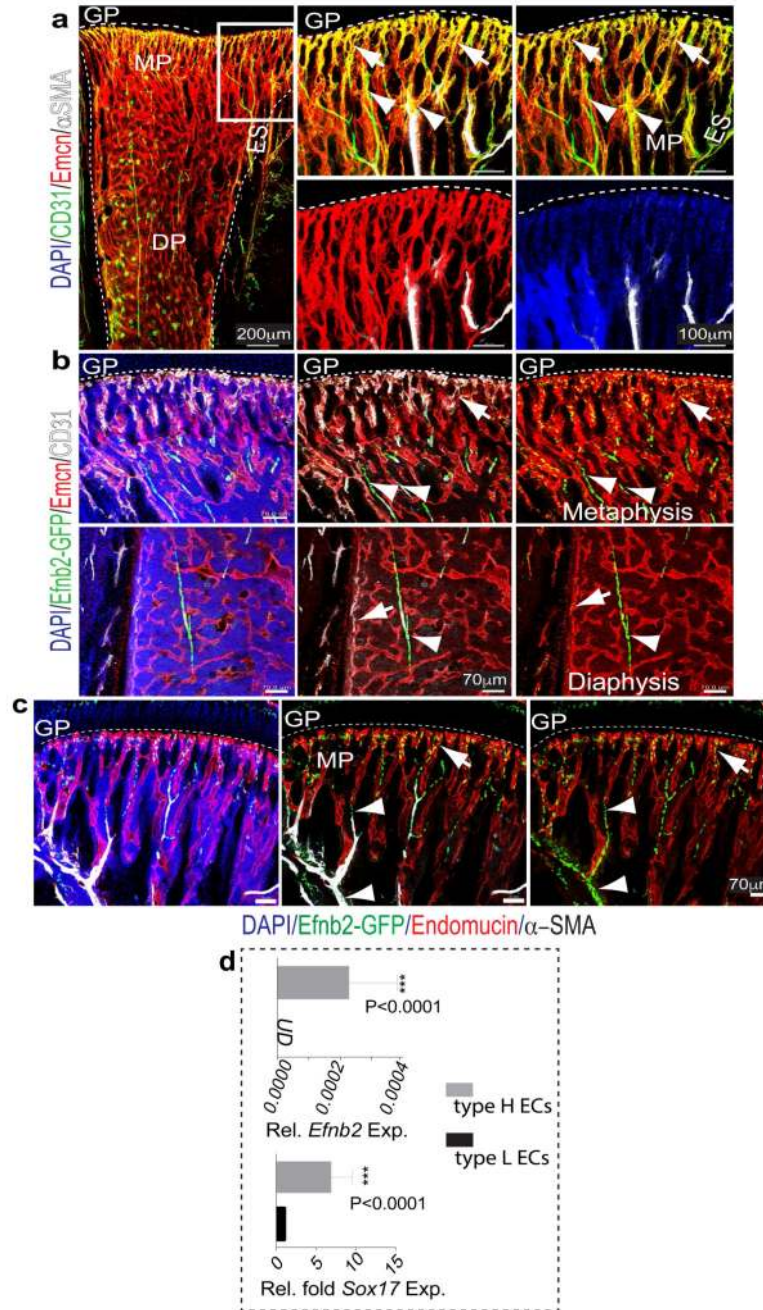 a
DAPI/CD31/Emcn/αSMA
GP
MP
DP
ES
200µm
GP
GP
MP
ES
100µm
b
DAPI/Efnb2-GFP/Emcn/CD31
GP
GP
GP
Metaphysis
70µm
Diaphysis
c
GP
GP
MP
GP
70µm
DAPI/Efnb2-GFP/Endomucin/α-SMA
d
***
P<0.0001
UD
0.0000
0.0002
0.0004
Rel. Efnb2 Exp.
type H ECs
type L ECs
***
P<0.0001
0
5
10
15
Rel. fold Sox17 Exp.